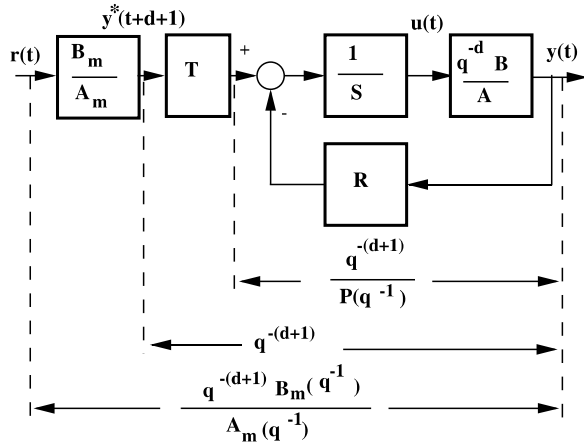 y*(t+d+1)
r(t)
B_m
A_m
T
+
-
1
S
u(t)
q^-d B
A
y(t)
R
q^-(d+1)
P(q^-1)
q^-(d+1)
q^-(d+1) B_m(q^-1)
A_m(q^-1)